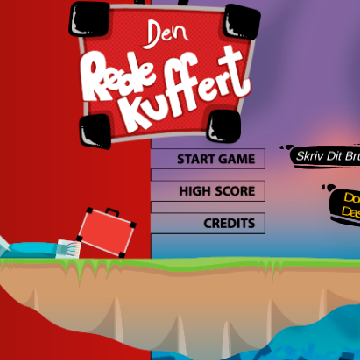 Den
Røde
Kuffert
START GAME
HIGH SCORE
CREDITS
Skriv Dit